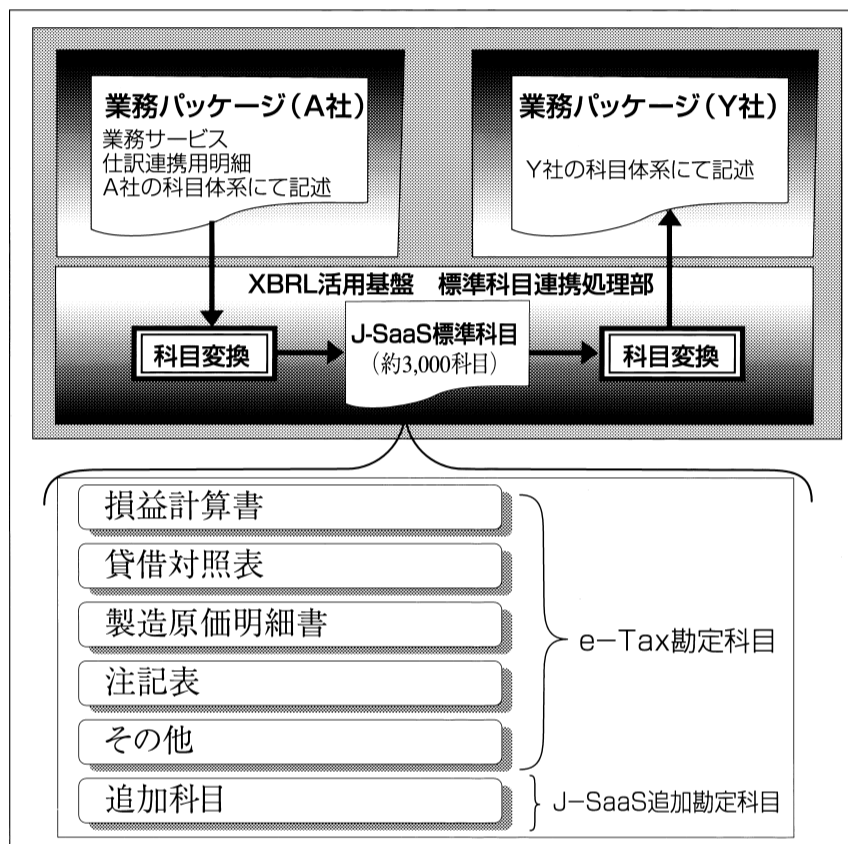 業務パッケージ(A社)
業務サービス
仕訳連携用明細
A社の科目体系にて記述
業務パッケージ(Y社)
Y社の科目体系にて記述
XBRL活用基盤 標準科目連携処理部
科目変換
J-SaaS標準科目
(約3,000科目)
科目変換
損益計算書
貸借対照表
製造原価明細書
注記表
その他
e-Tax勘定科目
追加科目
J-SaaS追加勘定科目